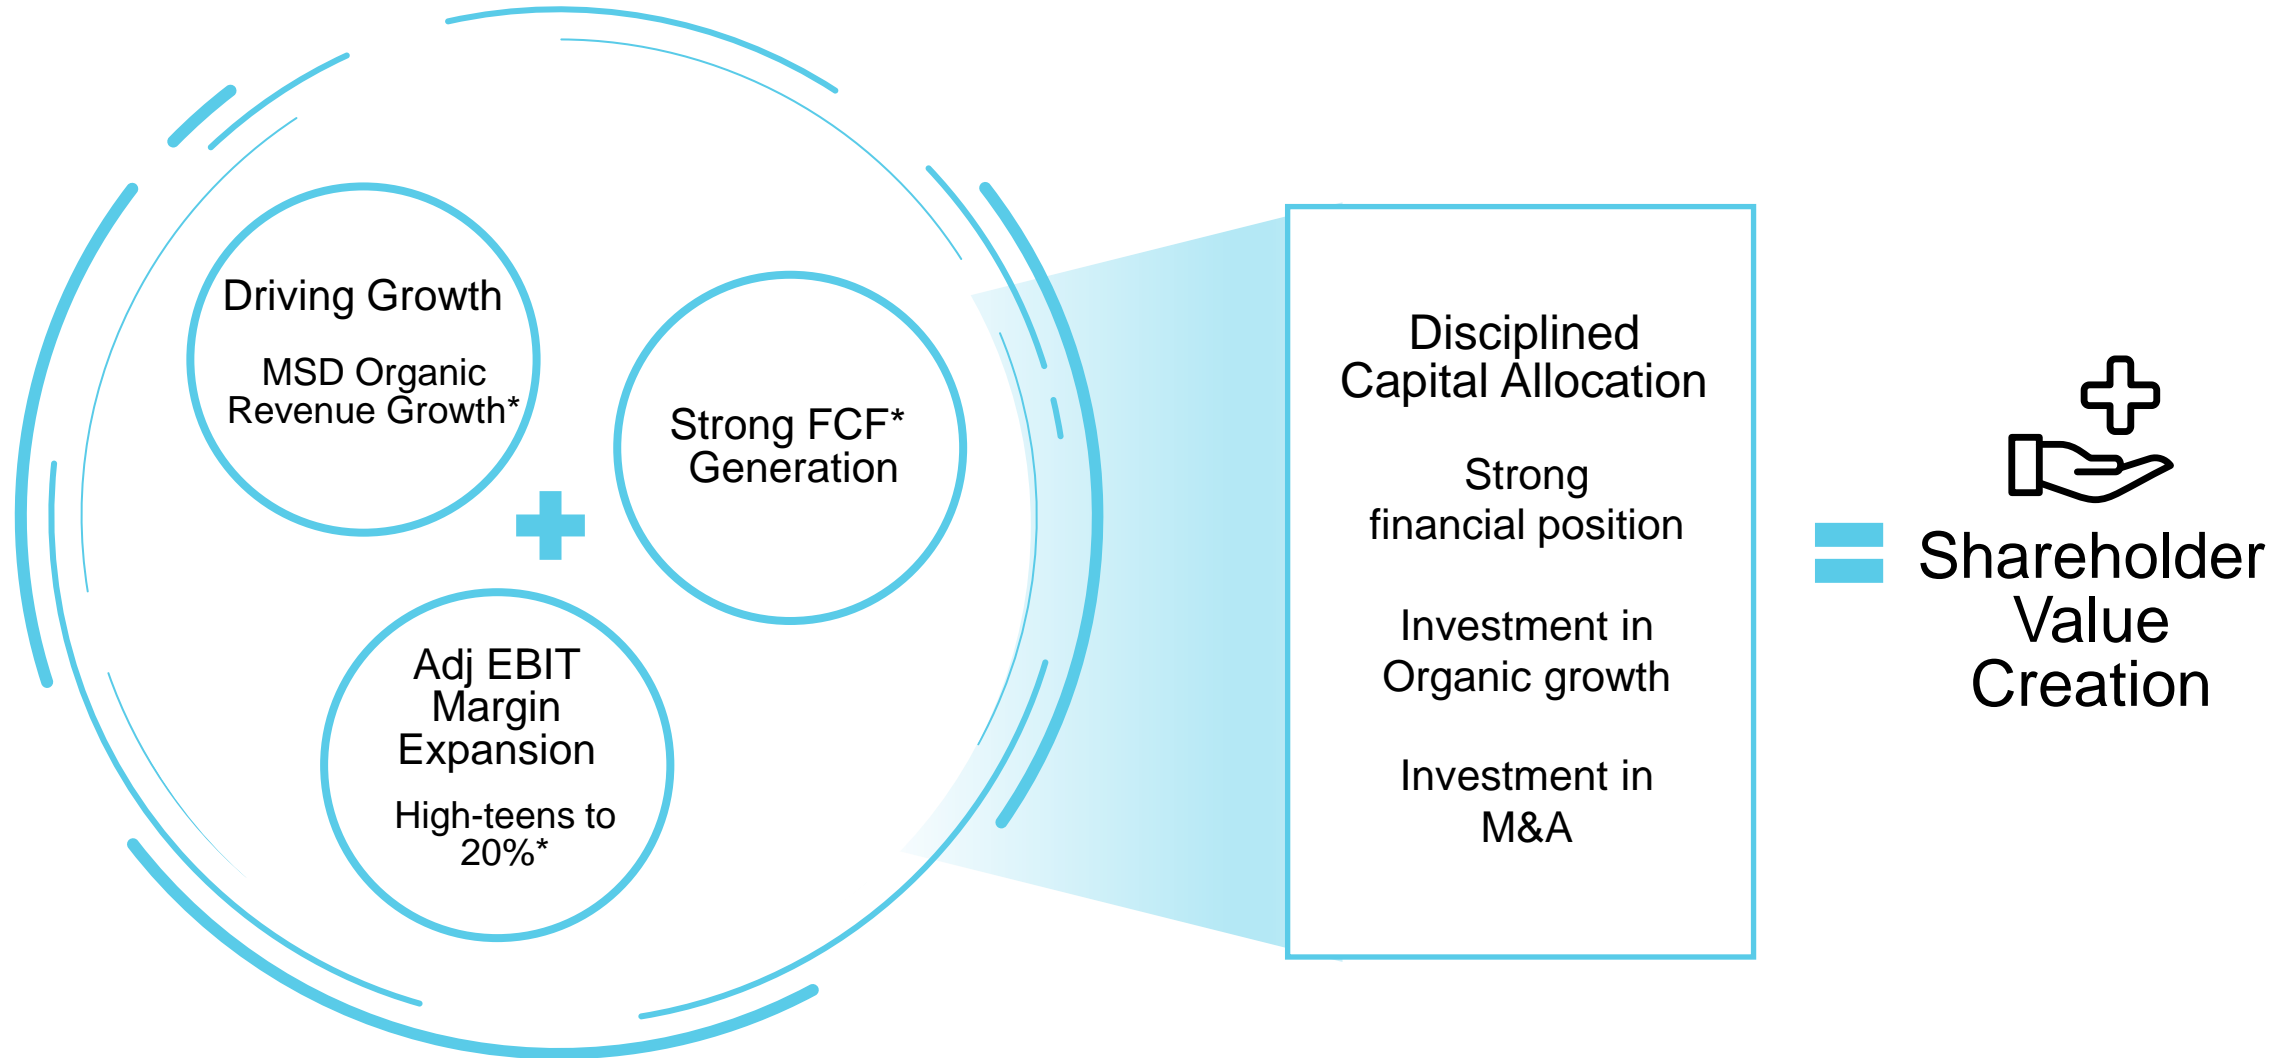 Driving Growth
MSD Organic
Revenue Growth*
Strong FCF*
Generation
Adj EBIT
Margin
Expansion
High-teens to
20%*
Disciplined
Capital Allocation
Strong
financial position
Investment in
Organic growth
Investment in
M&A
Shareholder
Value
Creation